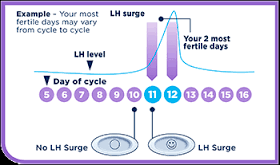 Example - Your most
fertile days may vary
from cycle to cycle
LH surge
Your 2 most
fertile days
LH level
Day of cycle
5 6 7 8 9 10 11 12 13 14 15 16
No LH Surge
LH Surge